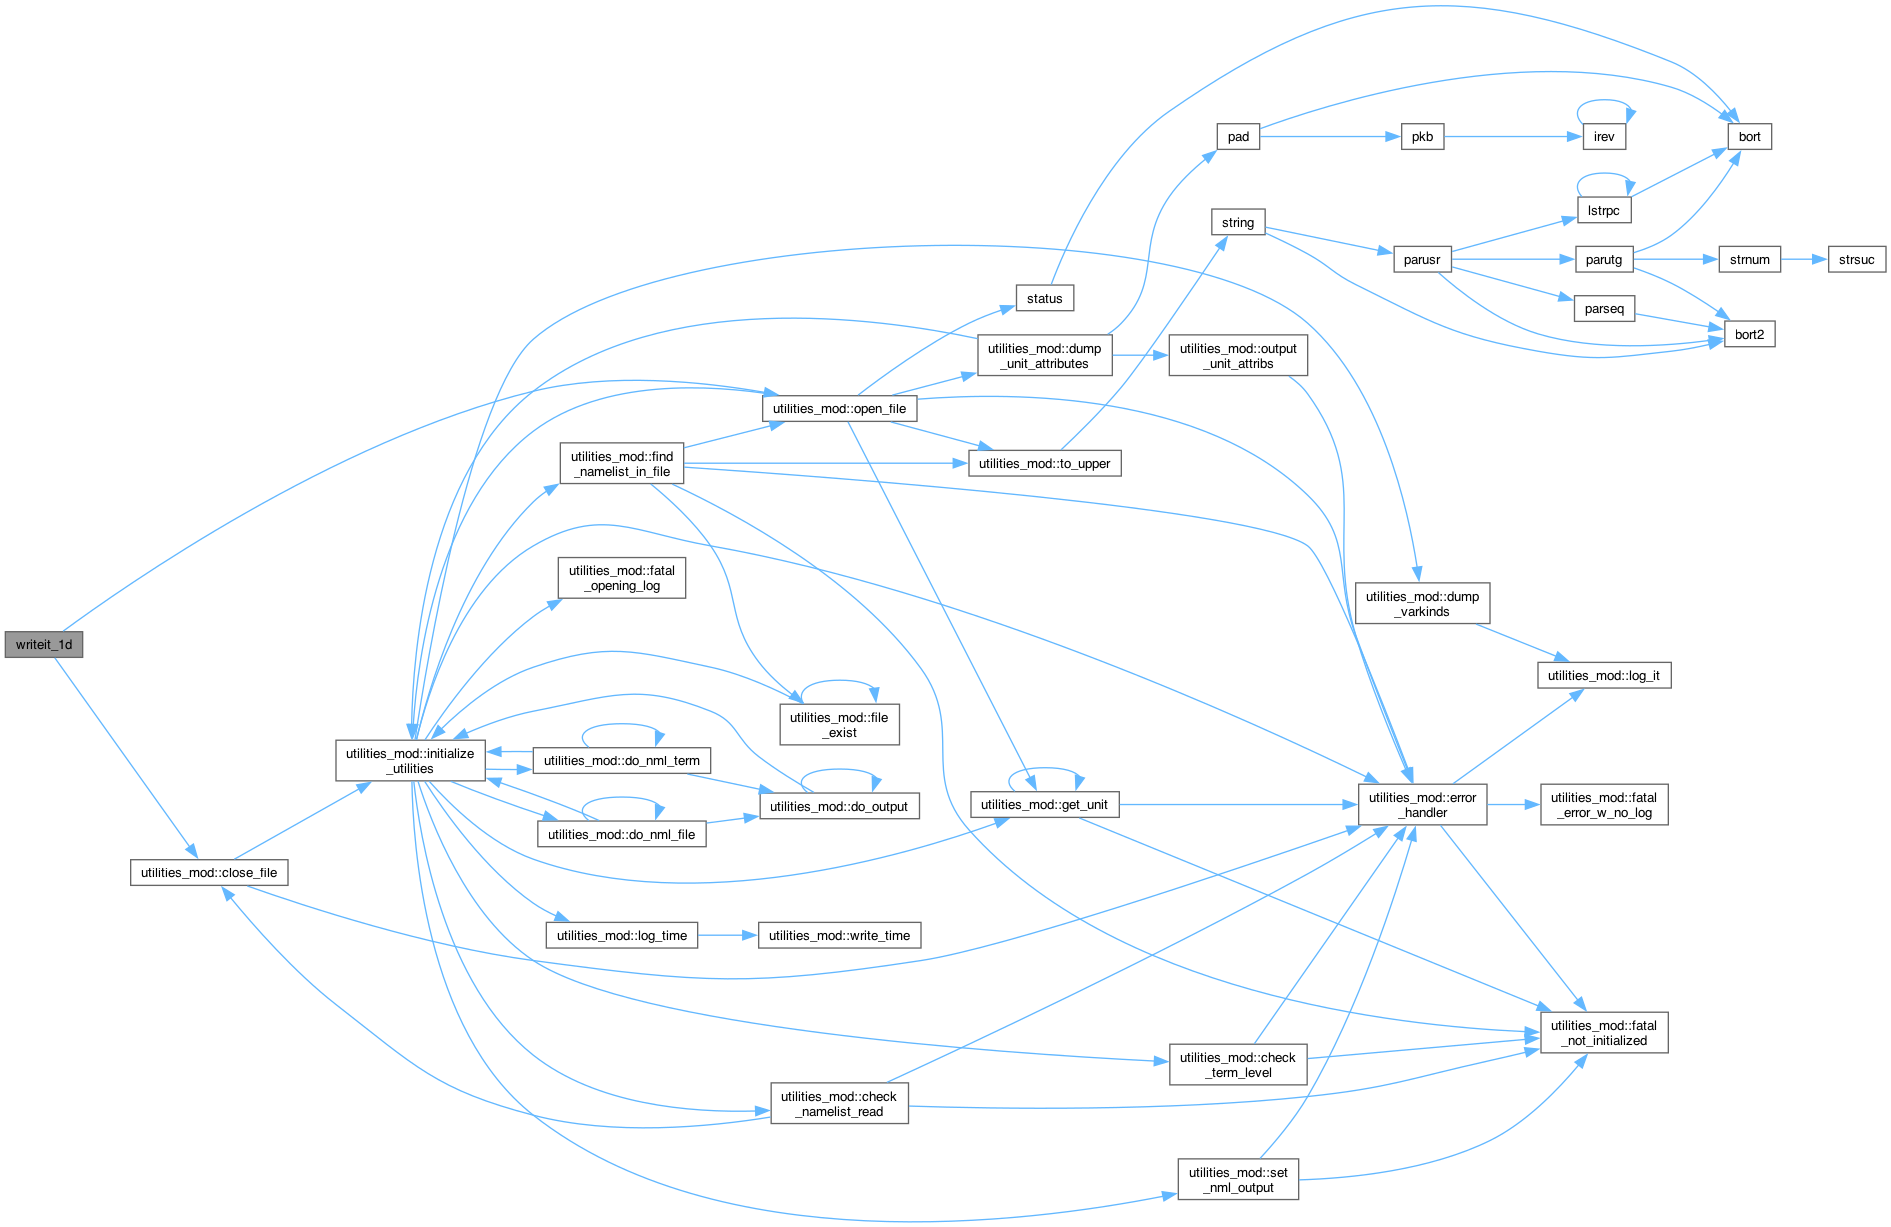 bort
pad
pkb
irev
lstrpc
string
parusr
parutg
strnum
strsuc
status
parseq
bort2
utilities_mod::dump
_unit_attributes
utilities_mod::output
_unit_attribs
utilities_mod::open_file
utilities_mod::find
_namelist_in_file
utilities_mod::to_upper
utilities_mod::fatal
_opening_log
utilities_mod::dump
_varkinds
writeit_1d
utilities_mod::log_it
utilities_mod::file
_exist
utilities_mod::initialize
_utilities
utilities_mod::do_nml_term
utilities_mod::do_output
utilities_mod::get_unit
utilities_mod::error
_handler
utilities_mod::fatal
_error_w_no_log
utilities_mod::do_nml_file
utilities_mod::close_file
utilities_mod::log_time
utilities_mod::write_time
utilities_mod::fatal
_not_initialized
utilities_mod::check
_term_level
utilities_mod::check
_namelist_read
utilities_mod::set
_nml_output